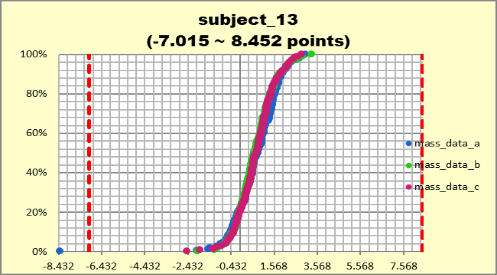 subject_13
(-7.015 ~ 8.452 points)
100%
80%
60%
40%
20%
0%
mass_data_a
mass_data_b
mass_data_c
-8.432 -6.432 -4.432 -2.432 -0.432 1.568 3.568 5.568 7.568